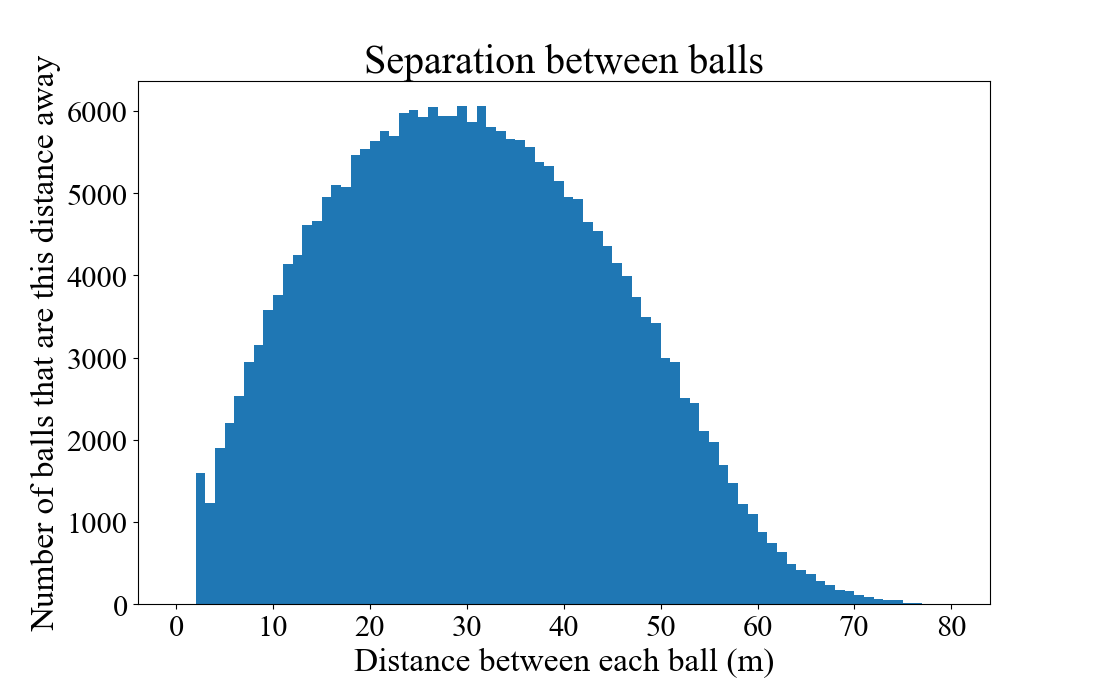 Separation between balls
Number of balls that are this distance away
6000
5000
4000
3000
2000
1000
0
0 10 20 30 40 50 60 70 80
Distance between each ball (m)